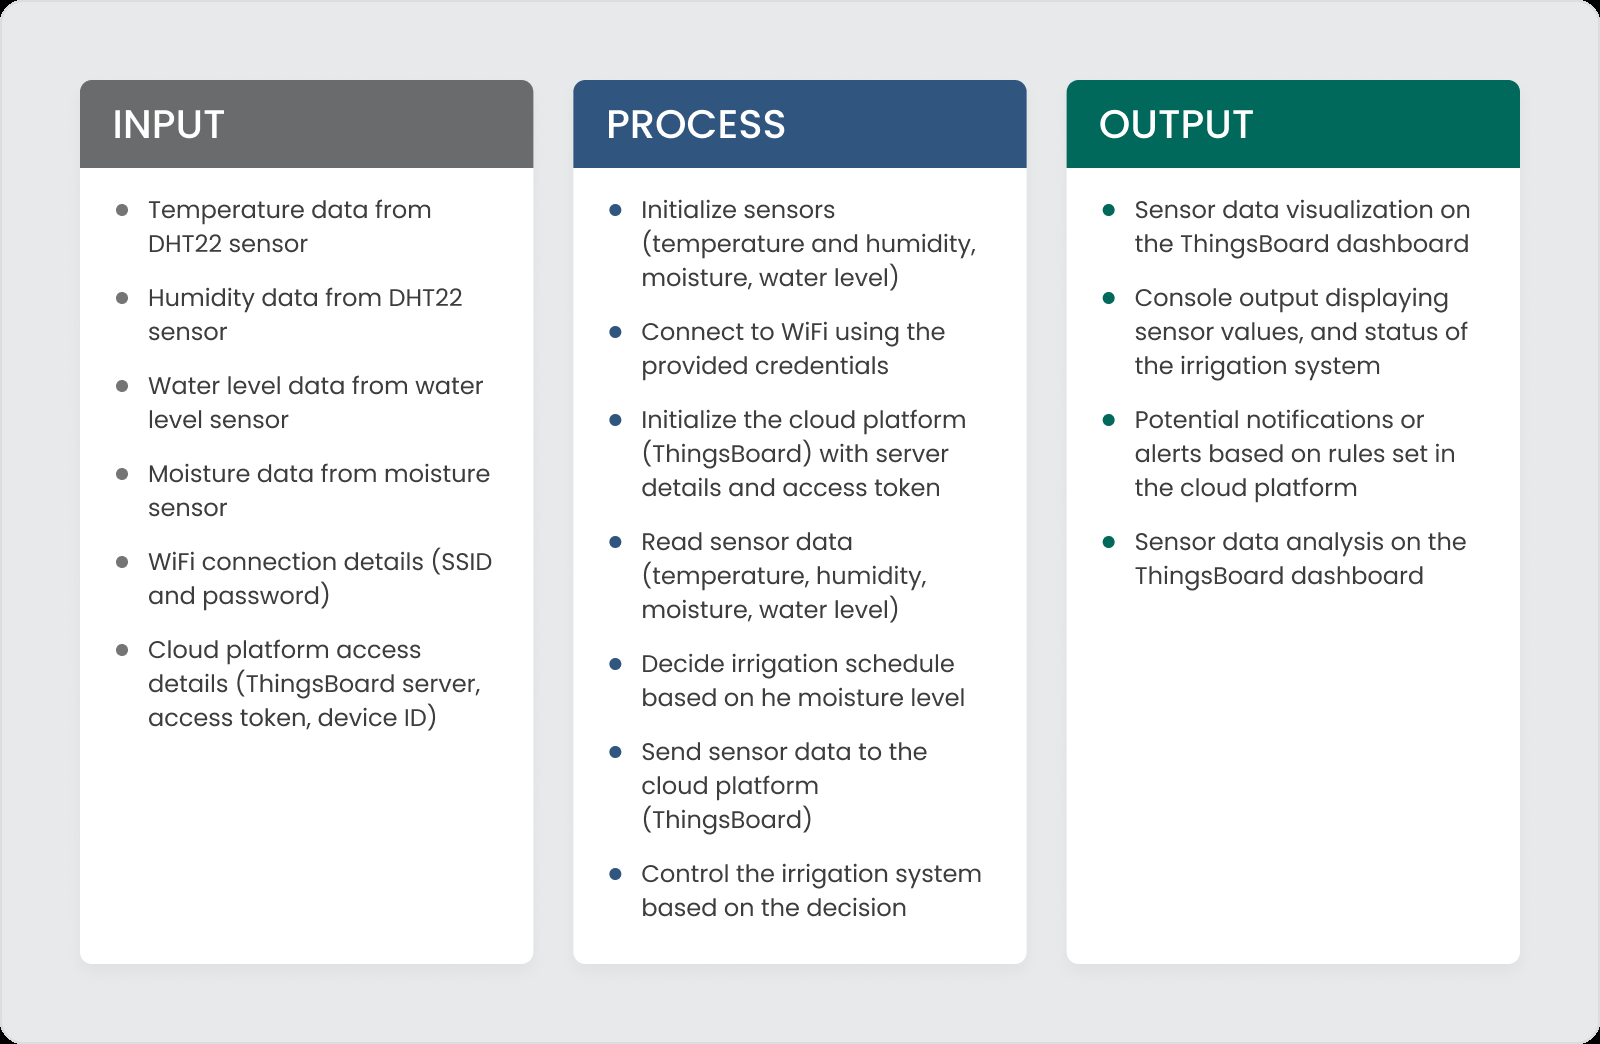 INPUT
Temperature data from
DHT22 sensor
Humidity data from DHT22
sensor
Water level data from water
level sensor
Moisture data from moisture
sensor
WiFi connection details (SSID
and password)
Cloud platform access
details (ThingsBoard server,
access token, device ID)
PROCESS
Initialize sensors
(temperature and humidity,
moisture, water level)
Connect to WiFi using the
provided credentials
Initialize the cloud platform
(ThingsBoard) with server
details and access token
Read sensor data
(temperature, humidity,
moisture, water level)
Decide irrigation schedule
based on he moisture level
Send sensor data to the
cloud platform
(ThingsBoard)
Control the irrigation system
based on the decision
OUTPUT
Sensor data visualization on
the ThingsBoard dashboard
Console output displaying
sensor values, and status of
the irrigation system
Potential notifications or
alerts based on rules set in
the cloud platform
Sensor data analysis on the
ThingsBoard dashboard